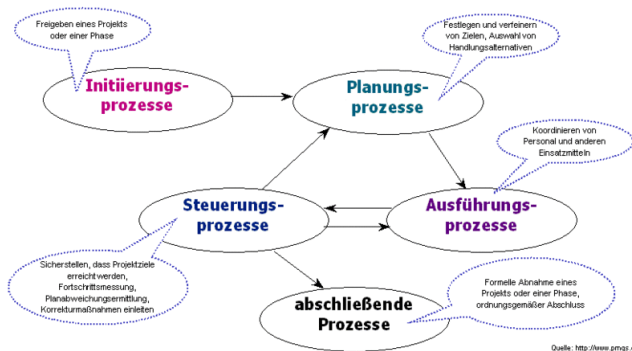 Freigeben eines Projekts
oder einer Phase
Festlegen und verfeinern
von Zielen, Auswahl von
Handlungsalternativen
Initiierungs-
prozesse
Planungs-
prozesse
Koordinieren von
Personal und anderen
Einsatzmitteln
Steuerungs-
prozesse
Ausführungs-
prozesse
Sicherstellen, dass Projektziele
erreicht werden,
Fortschrittsmessung,
Planabweichungsermittlung,
Korrekturmaßnahmen einleiten
abschließende
Prozesse
Formelle Abnahme eines
Projekts oder einer Phase,
ordnungsgemäßer Abschluss
Quelle: http://www.pmqs.